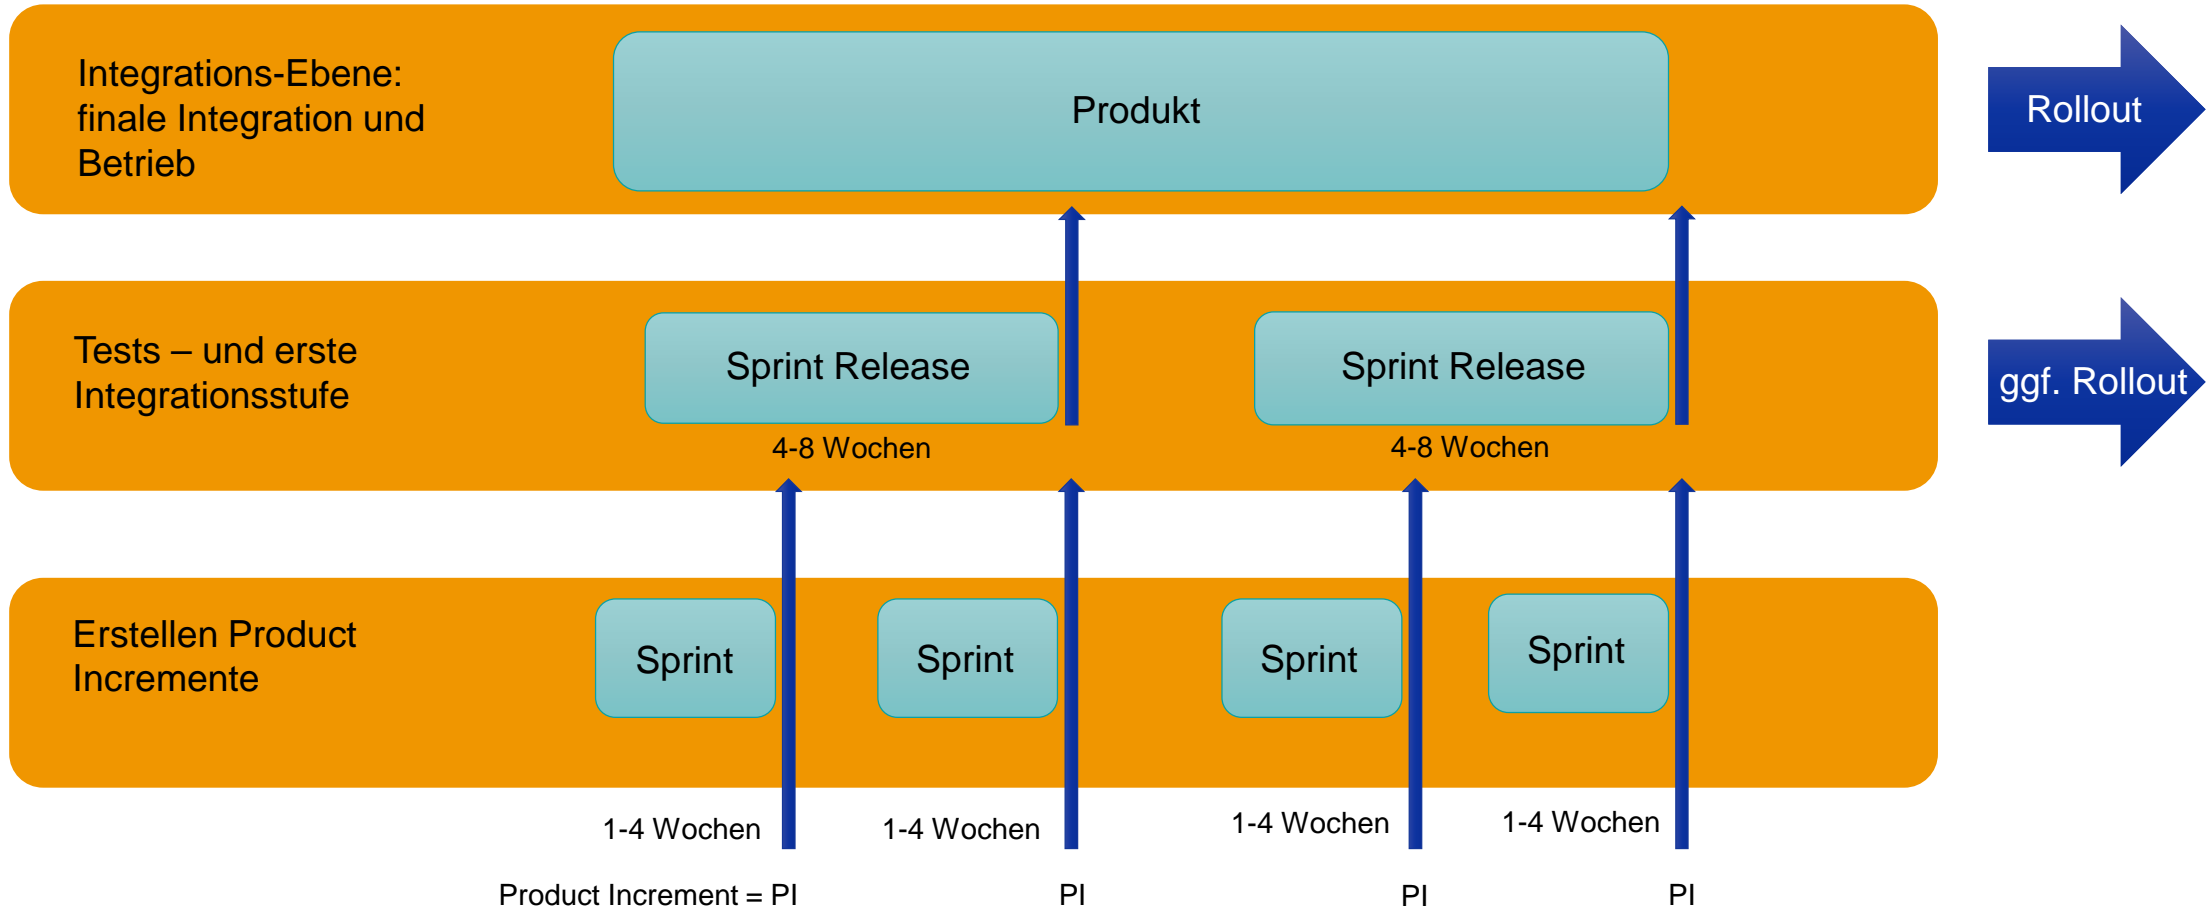 Integrations-Ebene:
finale Integration und
Betrieb
Produkt
Rollout
Tests – und erste
Integrationsstufe
Sprint Release
Sprint Release
ggf. Rollout
4-8 Wochen
4-8 Wochen
Erstellen Product
Incremente
Sprint
Sprint
Sprint
Sprint
1-4 Wochen
1-4 Wochen
1-4 Wochen
1-4 Wochen
Product Increment = PI
PI
PI
PI